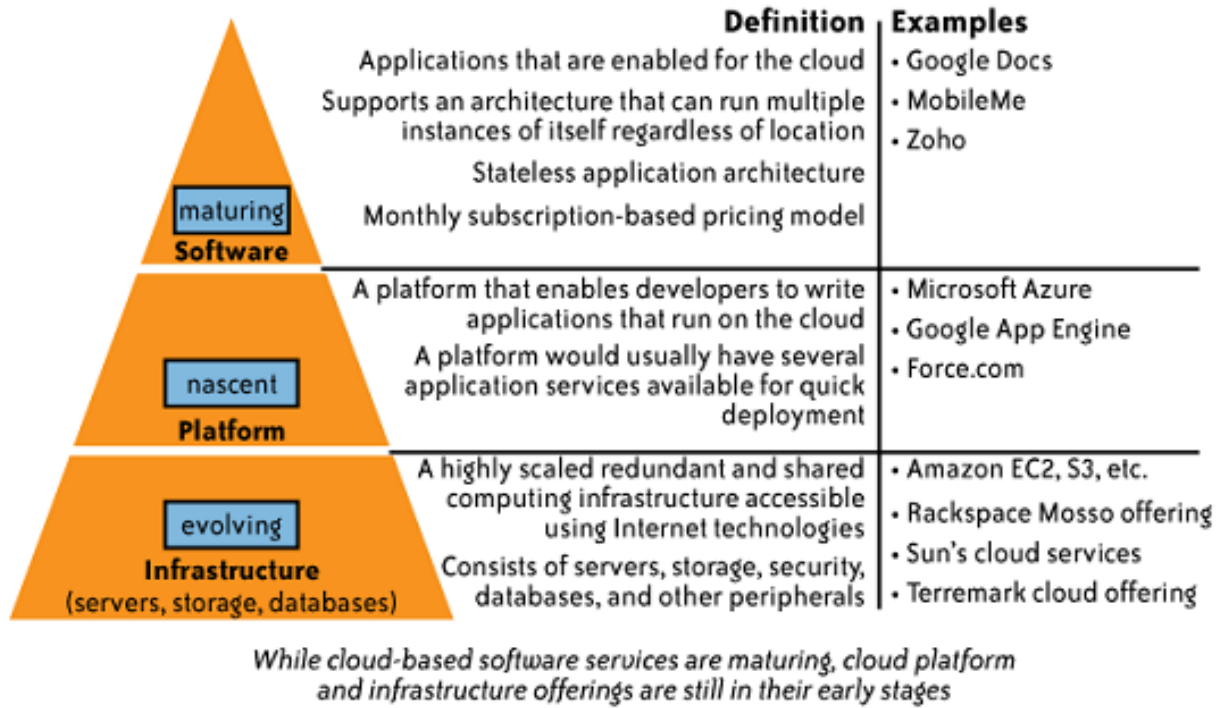 Definition
Examples
Applications that are enabled for the cloud
• Google Docs
Supports an architecture that can run multiple
instances of itself regardless of location
• MobileMe
• Zoho
Stateless application architecture
Monthly subscription-based pricing model
maturing
Software
A platform that enables developers to write
applications that run on the cloud
• Microsoft Azure
• Google App Engine
A platform would usually have several
application services available for quick
deployment
• Force.com
nascent
Platform
A highly scaled redundant and shared
computing infrastructure accessible
using Internet technologies
• Amazon EC2, S3, etc.
• Rackspace Mosso offering
Consists of servers, storage, security,
databases, and other peripherals
• Sun's cloud services
• Terremark cloud offering
evolving
Infrastructure
(servers, storage, databases)
While cloud-based software services are maturing, cloud platform
and infrastructure offerings are still in their early stages